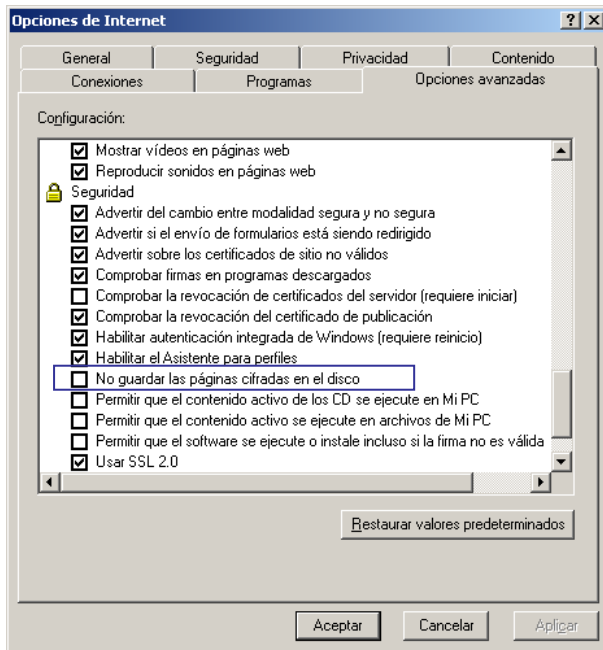 Opciones de Internet
General Seguridad Privacidad Contenido
Conexiones Programas Opciones avanzadas
Configuración:
Mostrar vídeos en páginas web
Reproducir sonidos en páginas web
Seguridad
Advertir del cambio entre modalidad segura y no segura
Advertir si el envío de formularios está siendo redirigido
Advertir sobre los certificados de sitio no válidos
Comprobar firmas en programas descargados
Comprobar la revocación de certificados del servidor (requiere iniciar)
Comprobar la revocación del certificado de publicación
Habilitar autenticación integrada de Windows (requiere reinicio)
Habilitar el Asistente para perfiles
No guardar las páginas cifradas en el disco
Permitir que el contenido activo de los CD se ejecute en Mi PC
Permitir que el contenido activo se ejecute en archivos de Mi PC
Permitir que el software se ejecute o instale incluso si la firma no es válida
Usar SSL 2.0
Restaurar valores predeterminados
Aceptar Cancelar Aplicar